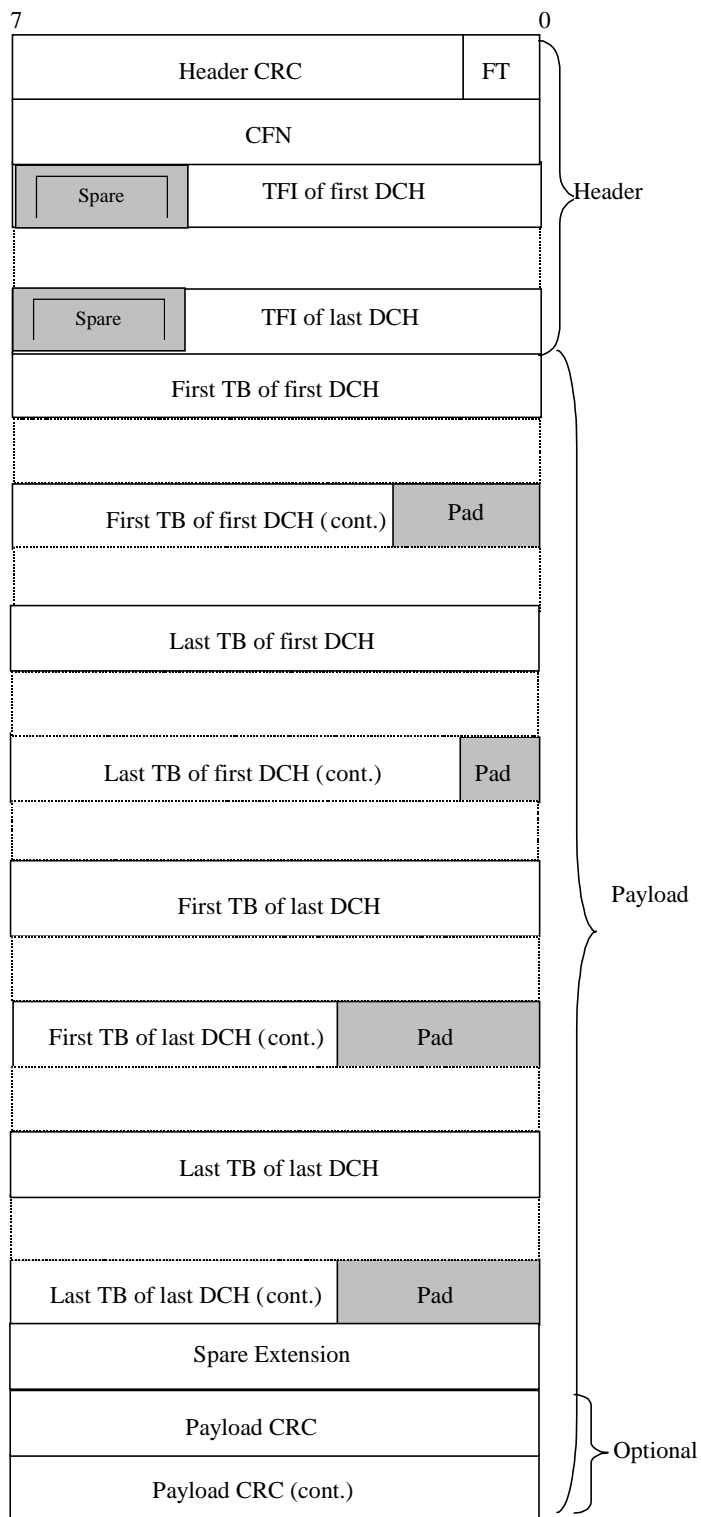 7 0
Header CRC FT
CFN
Spare TFI of first DCH
Header
Spare TFI of last DCH
First TB of first DCH
First TB of first DCH (cont.) Pad
Last TB of first DCH
Last TB of first DCH (cont.) Pad
First TB of last DCH
Payload
First TB of last DCH (cont.) Pad
Last TB of last DCH
Last TB of last DCH (cont.) Pad
Spare Extension
Payload CRC
Optional
Payload CRC (cont.)